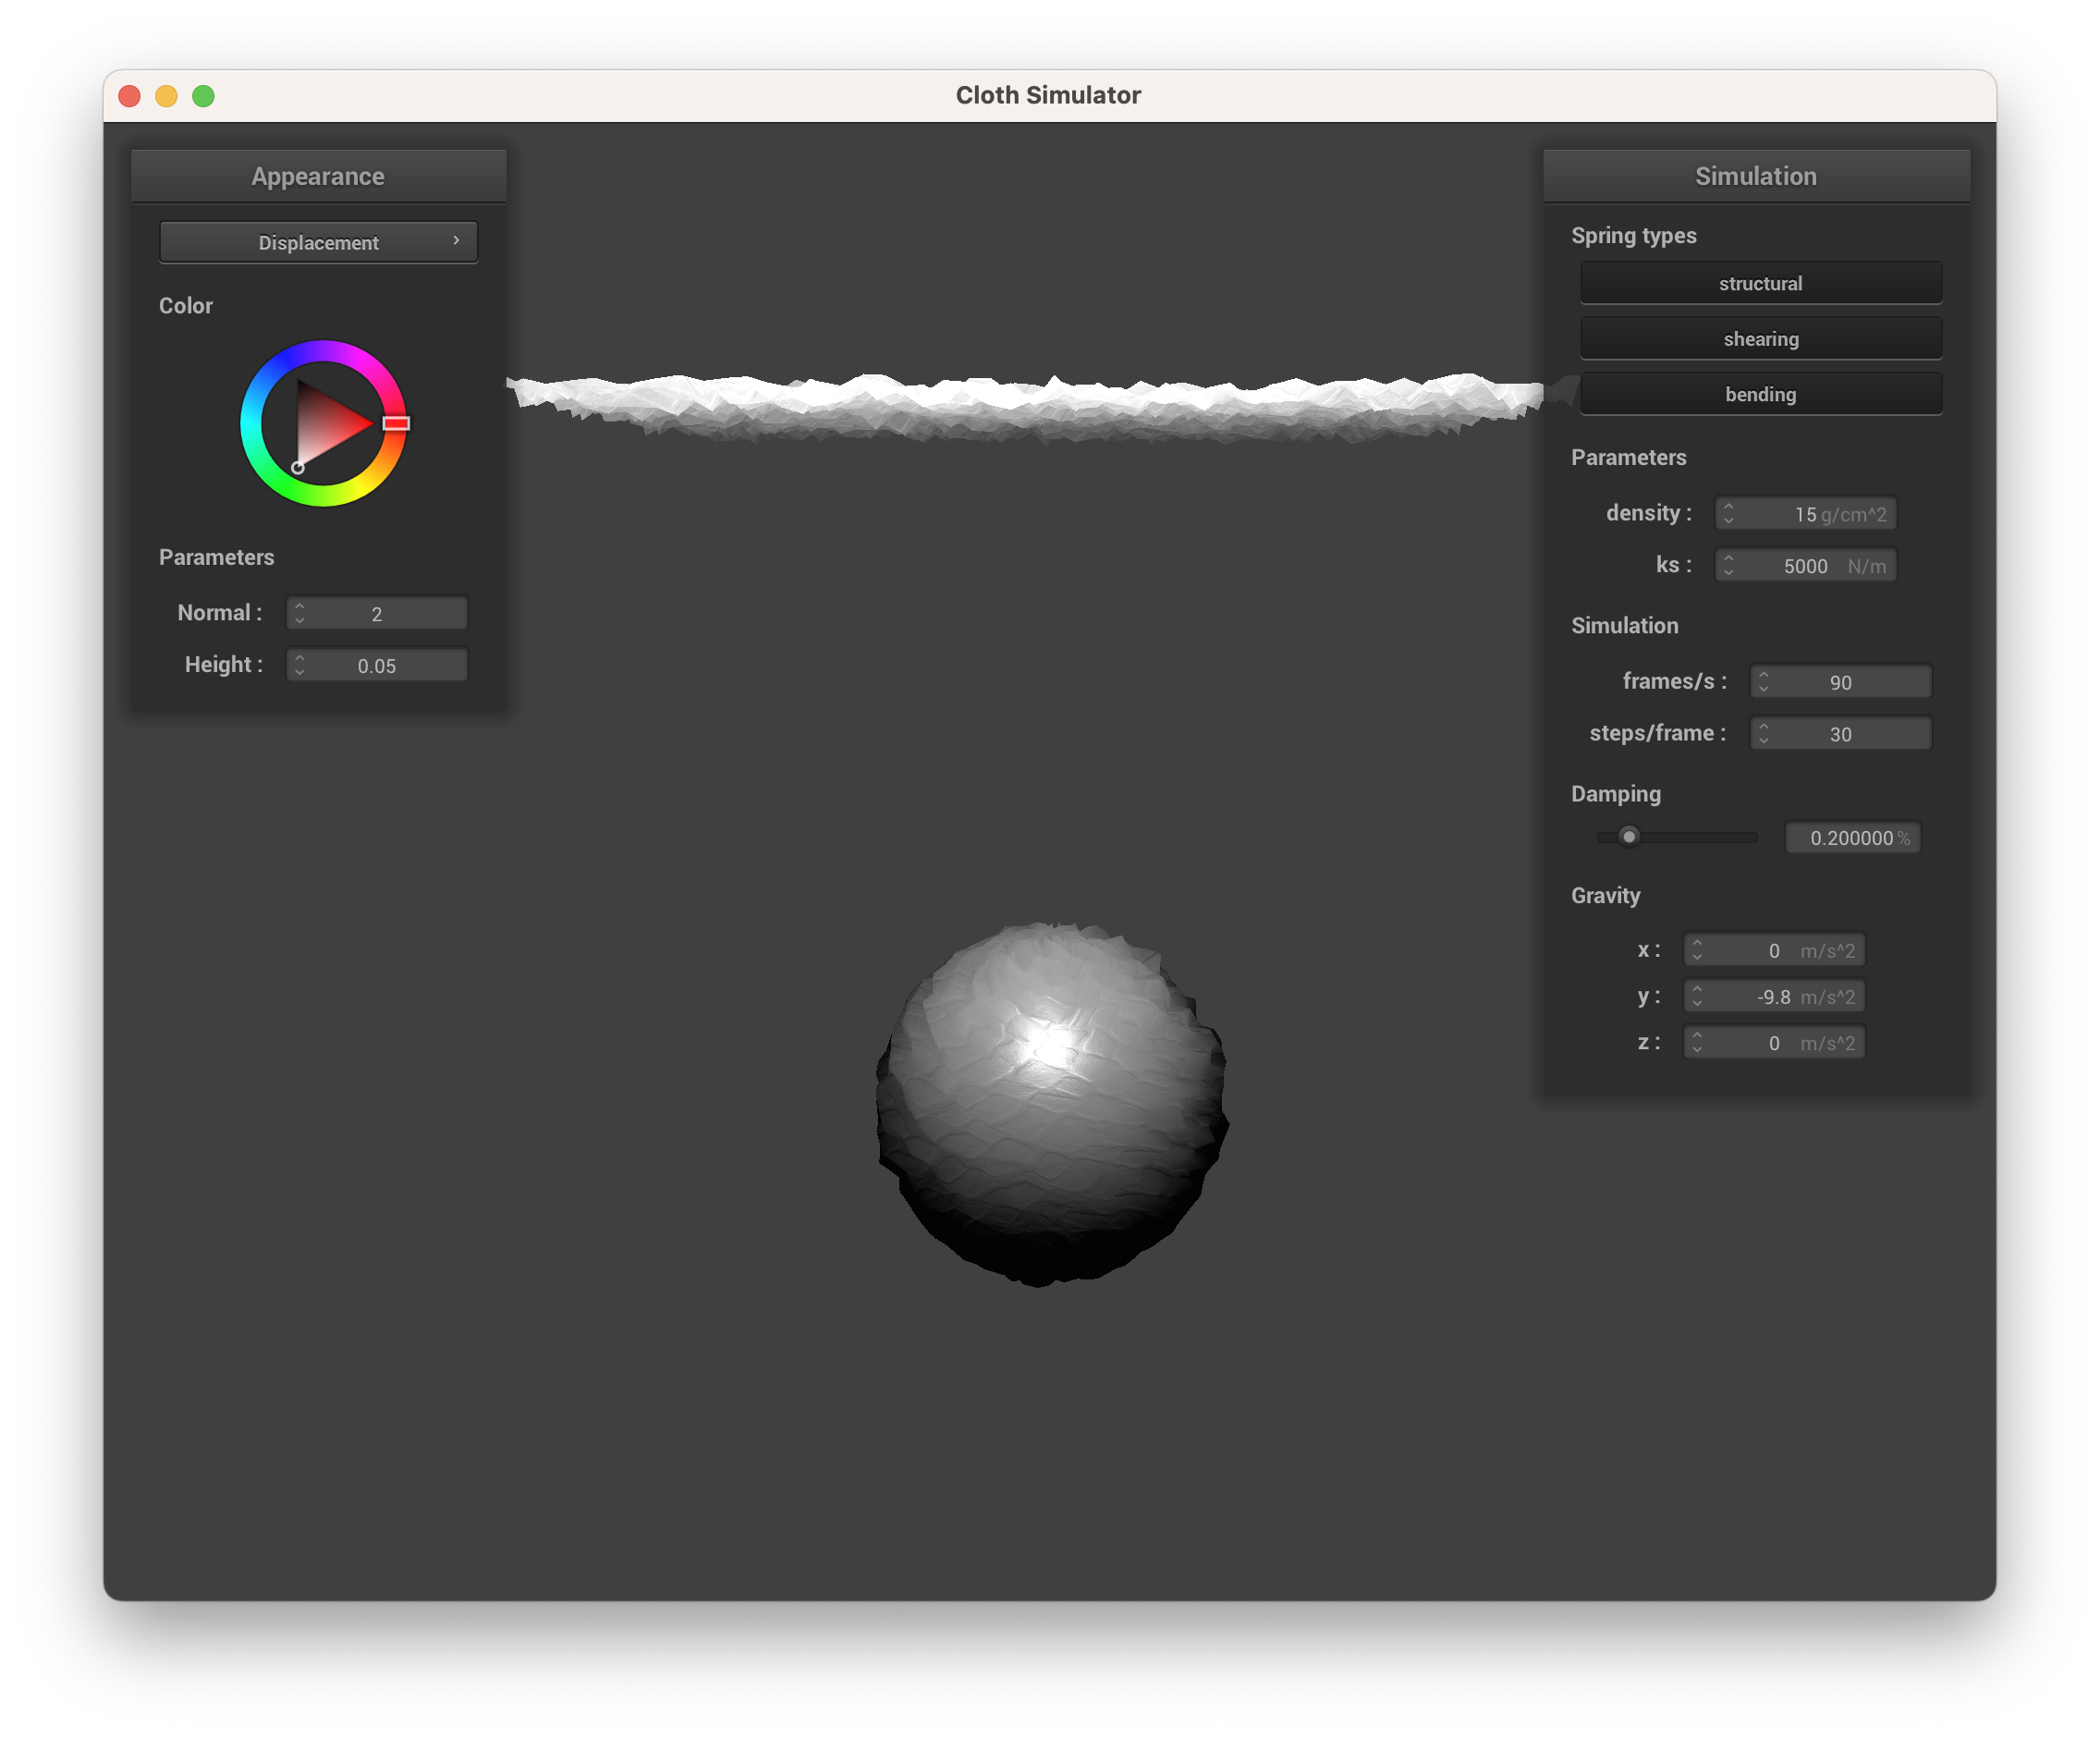 Cloth Simulator
Appearance
Displacement
Color
Parameters
Normal : 2
Height : 0.05
Simulation
Spring types
structural
shearing
bending
Parameters
density : 15 g/cm^2
ks : 5000 N/m
Simulation
frames/s : 90
steps/frame : 30
Damping
0.200000 %
Gravity
x : 0 m/s^2
y : -9.8 m/s^2
z : 0 m/s^2